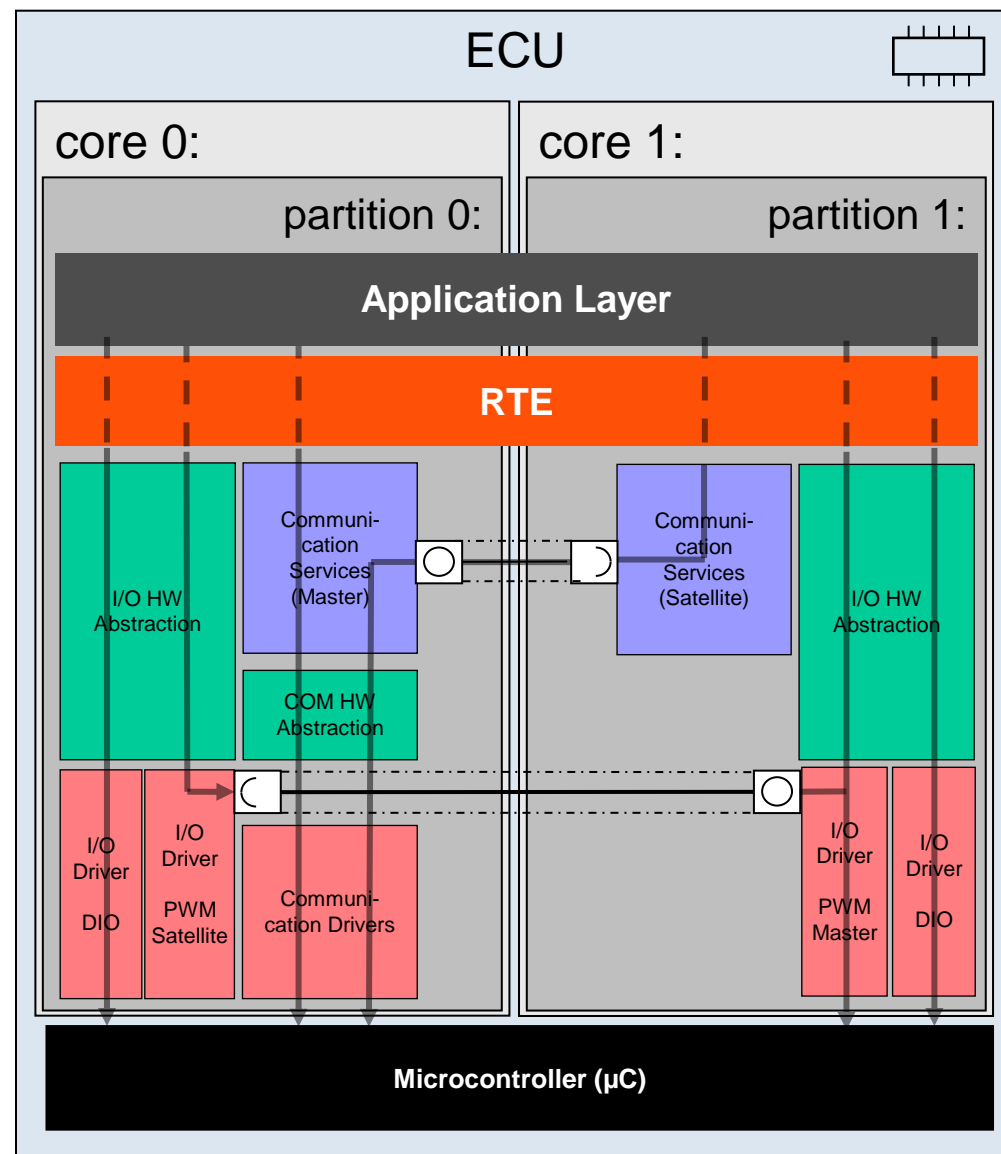 ECU
core 0:
core 1:
partition 0:
partition 1:
Application Layer
RTE
I/O HW
Abstraction
Communi-
cation
Services
(Master)
Communi-
cation
Services
(Satellite)
I/O HW
Abstraction
COM HW
Abstraction
I/O
Driver
DIO
I/O
Driver
PWM
Satellite
Communi-
cation Drivers
I/O
Driver
PWM
Master
I/O
Driver
DIO
Microcontroller (µC)